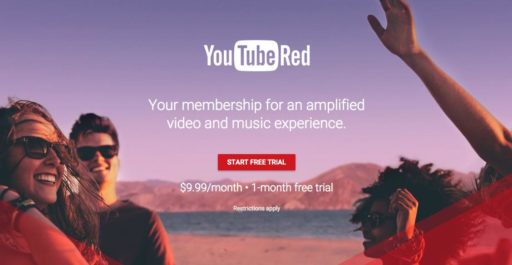 YouTube Red
Your membership for an amplified
video and music experience.
START FREE TRIAL
$9.99/month • 1-month free trial
Restrictions apply